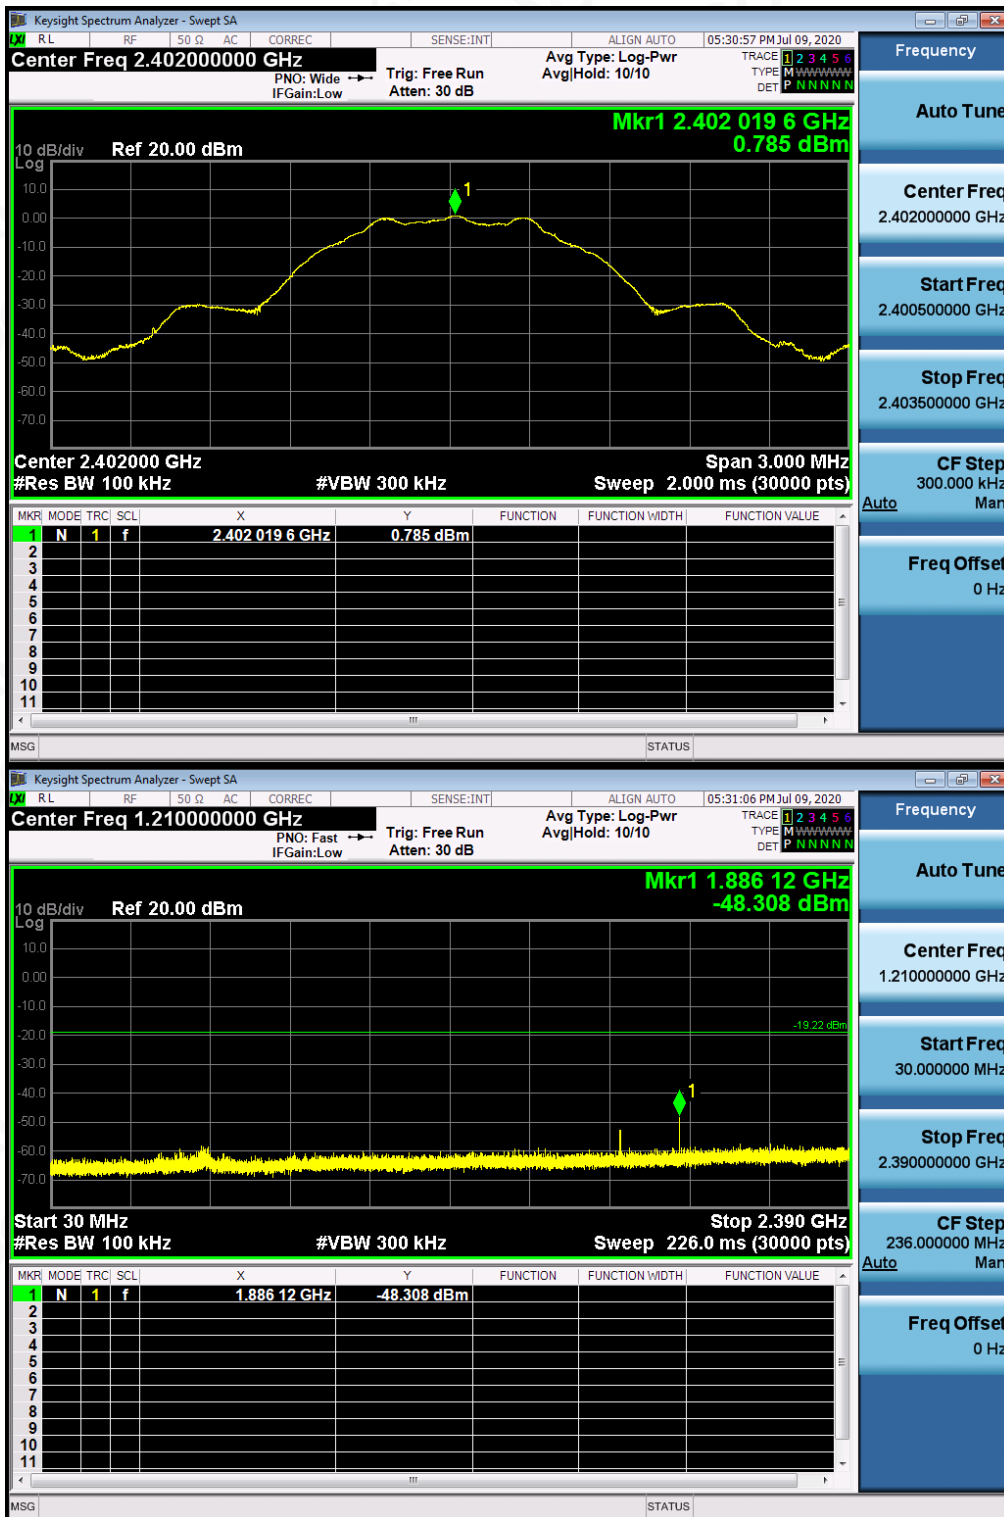 Keysight Spectrum Analyzer - Swept SA
LXI RL RF 50 Ω AC CORREC SENSE:INT ALIGN AUTO 05:30:57 PM Jul 09, 2020
Center Freq 2.402000000 GHz Avg Type: Log-Pwr TRACE 1 2 3 4 5 6
PNO: Wide Trig: Free Run Avg|Hold: 10/10 TYPE M WWWWW
IFGain:Low Atten: 30 dB DET P N N N N N
Mkr1 2.402 019 6 GHz
10 dB/div Ref 20.00 dBm 0.785 dBm
Log
10.0
1
0.00
-10.0
-20.0
-30.0
-40.0
-50.0
-60.0
-70.0
Center 2.402000 GHz Span 3.000 MHz
#Res BW 100 kHz #VBW 300 kHz Sweep 2.000 ms (30000 pts)
MKR MODE TRC SCL X Y FUNCTION FUNCTION WIDTH FUNCTION VALUE
1 N 1 f 2.402 019 6 GHz 0.785 dBm
2
3
4
5
6
7
8
9
10
11
MSG STATUS
Frequency
Auto Tune
Center Freq
2.402000000 GHz
Start Freq
2.400500000 GHz
Stop Freq
2.403500000 GHz
CF Step
300.000 kHz
Auto Man
Freq Offset
0 Hz
Keysight Spectrum Analyzer - Swept SA
LXI RL RF 50 Ω AC CORREC SENSE:INT ALIGN AUTO 05:31:06 PM Jul 09, 2020
Center Freq 1.210000000 GHz Avg Type: Log-Pwr TRACE 1 2 3 4 5 6
PNO: Fast Trig: Free Run Avg|Hold: 10/10 TYPE M WWWWW
IFGain:Low Atten: 30 dB DET P N N N N N
Mkr1 1.886 12 GHz
10 dB/div Ref 20.00 dBm -48.308 dBm
Log
10.0
0.00
-10.0
-19.22 dBm
-20.0
-30.0
-40.0
1
-50.0
-60.0
-70.0
Start 30 MHz Stop 2.390 GHz
#Res BW 100 kHz #VBW 300 kHz Sweep 226.0 ms (30000 pts)
MKR MODE TRC SCL X Y FUNCTION FUNCTION WIDTH FUNCTION VALUE
1 N 1 f 1.886 12 GHz -48.308 dBm
2
3
4
5
6
7
8
9
10
11
MSG STATUS
Frequency
Auto Tune
Center Freq
1.210000000 GHz
Start Freq
30.000000 MHz
Stop Freq
2.390000000 GHz
CF Step
236.000000 MHz
Auto Man
Freq Offset
0 Hz